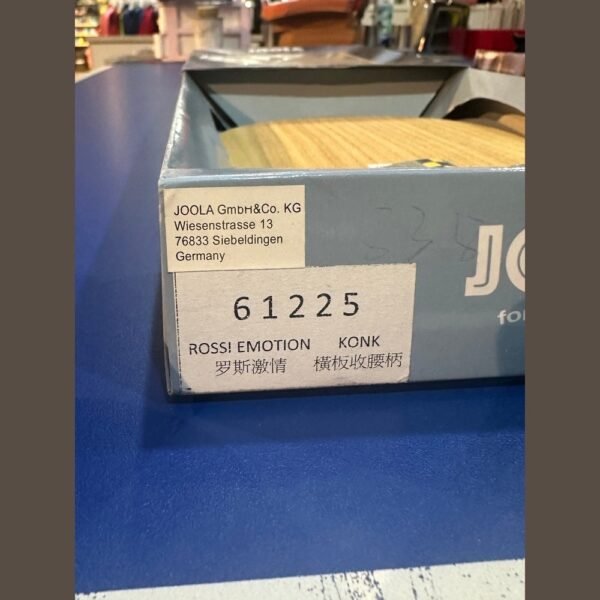 JOOLA GmbH&Co. KG
Wiesenstrasse 13
76833 Siebeldingen
Germany
61225
ROSSI EMOTION KONK
罗斯激情 橫板收腰柄